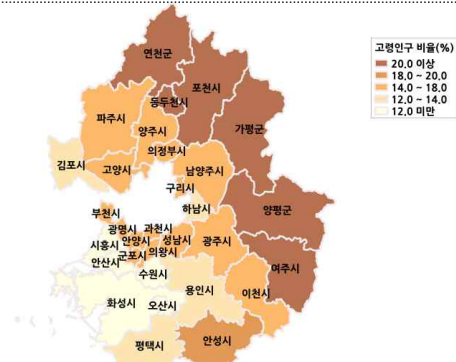 고령인구 비율(%)
20.0 이상
18.0 ~ 20.0
14.0 ~ 18.0
12.0 ~ 14.0
12.0 미만
연천군
포천시
동두천시
파주시
양주시
가평군
의정부시
김포시
고양시
남양주시
구리시
하남시
양평군
부천시
광명시
과천시
시흥시
안양시
성남시
광주시
군포시
의왕시
안산시
수원시
여주시
용인시
이천시
화성시
오산시
평택시
안성시